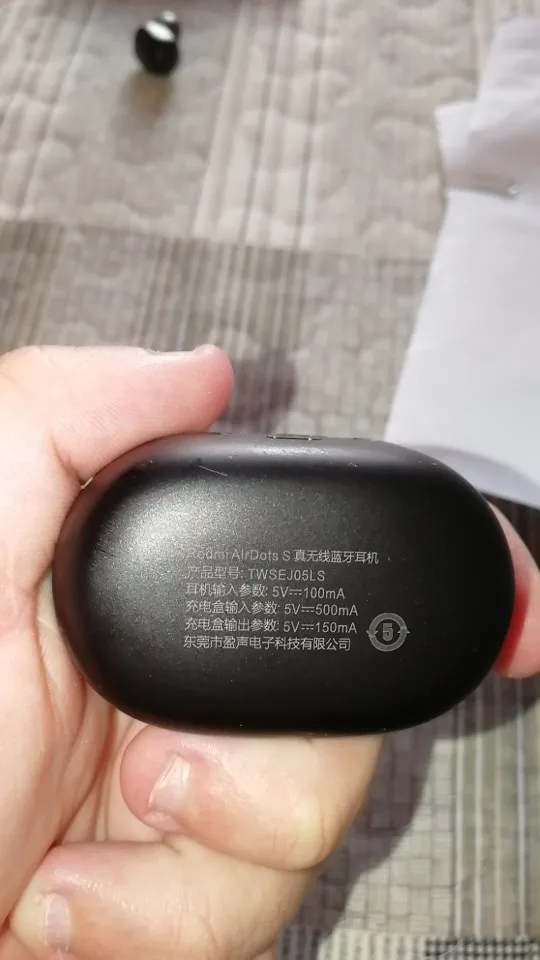 Redmi AirDots S 真无线蓝牙耳机
产品型号: TWSEJ05LS
耳机输入参数: 5V⎓100mA
充电盒输入参数: 5V⎓500mA
充电盒输出参数: 5V⎓150mA
5
东莞市盈声电子科技有限公司